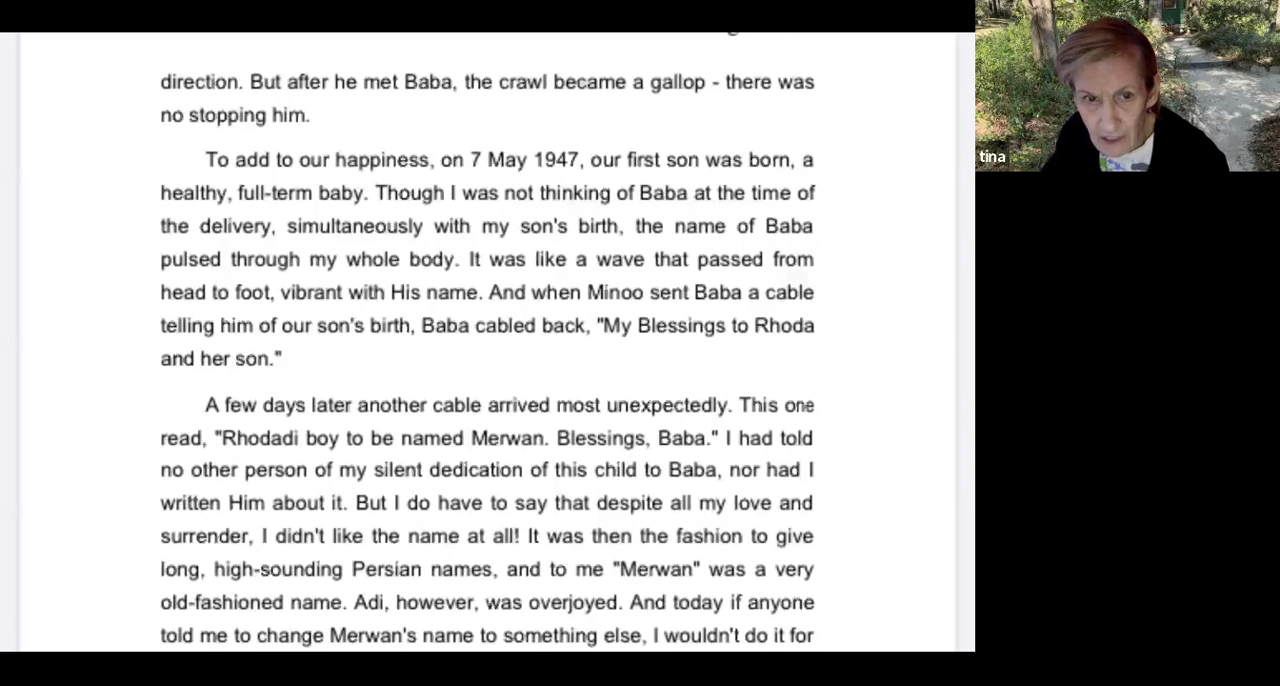 direction. But after he met Baba, the crawl became a gallop - there was
no stopping him.
To add to our happiness, on 7 May 1947, our first son was born, a
healthy, full-term baby. Though I was not thinking of Baba at the time of
the delivery, simultaneously with my son's birth, the name of Baba
pulsed through my whole body. It was like a wave that passed from
head to foot, vibrant with His name. And when Minoo sent Baba a cable
telling him of our son's birth, Baba cabled back, "My Blessings to Rhoda
and her son."
A few days later another cable arrived most unexpectedly. This one
read, "Rhodadi boy to be named Merwan. Blessings, Baba." I had told
no other person of my silent dedication of this child to Baba, nor had I
written Him about it. But I do have to say that despite all my love and
surrender, I didn't like the name at all! It was then the fashion to give
long, high-sounding Persian names, and to me "Merwan" was a very
old-fashioned name. Adi, however, was overjoyed. And today if anyone
told me to change Merwan's name to something else, I wouldn't do it for
tina